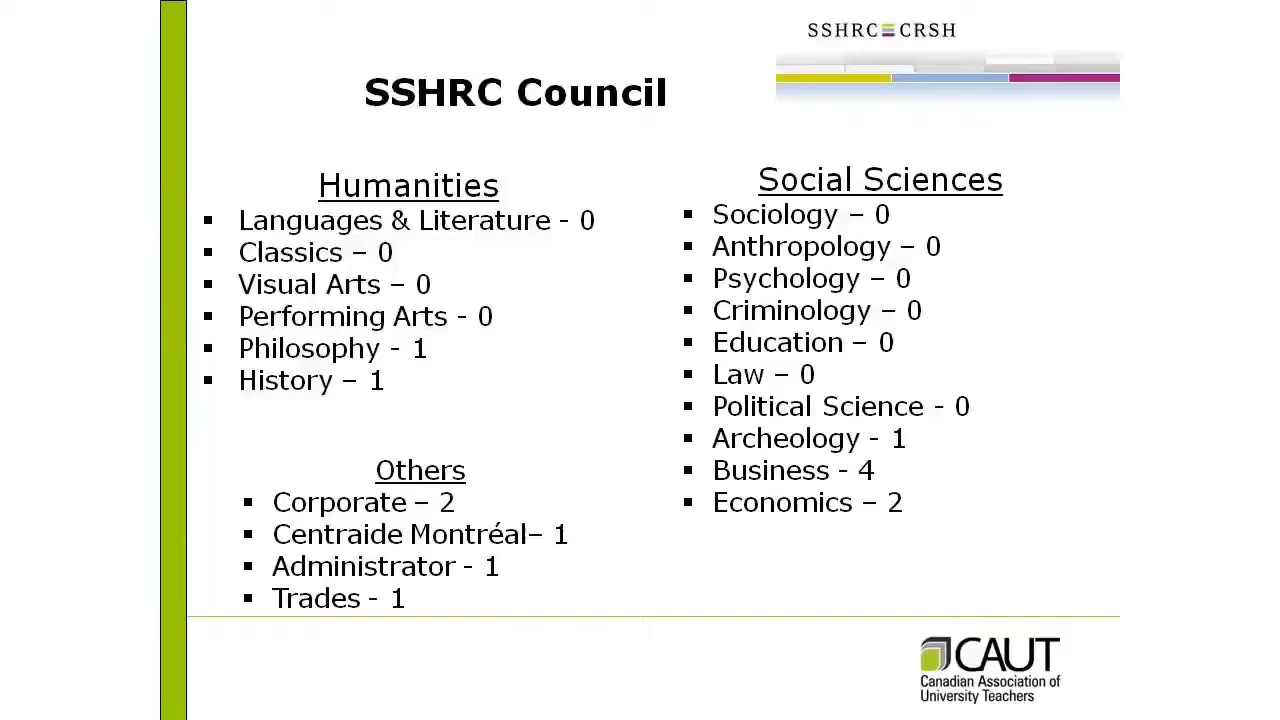 SSHRC CRSH
SSHRC Council
Humanities
▪ Languages & Literature - 0
▪ Classics – 0
▪ Visual Arts – 0
▪ Performing Arts - 0
▪ Philosophy - 1
▪ History – 1
Others
▪ Corporate – 2
▪ Centraide Montréal– 1
▪ Administrator - 1
▪ Trades - 1
Social Sciences
▪ Sociology – 0
▪ Anthropology – 0
▪ Psychology – 0
▪ Criminology – 0
▪ Education – 0
▪ Law – 0
▪ Political Science - 0
▪ Archeology - 1
▪ Business - 4
▪ Economics – 2
CAUT
Canadian Association of
University Teachers